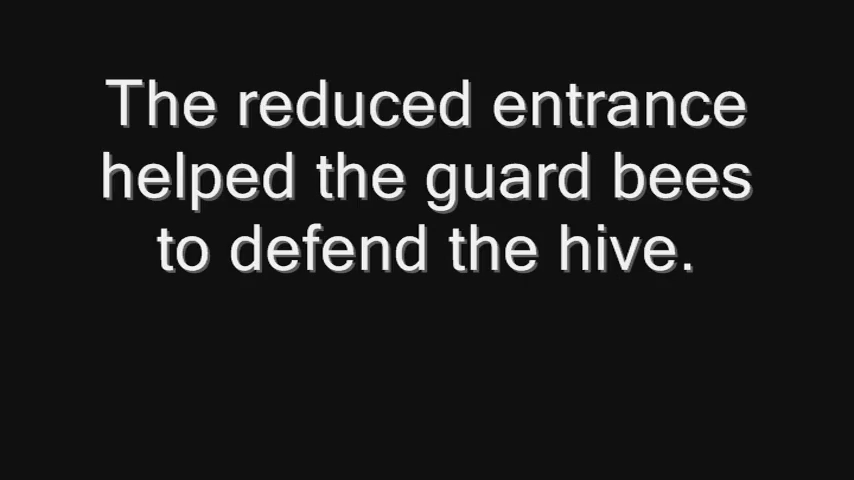 The reduced entrance
helped the guard bees
to defend the hive.